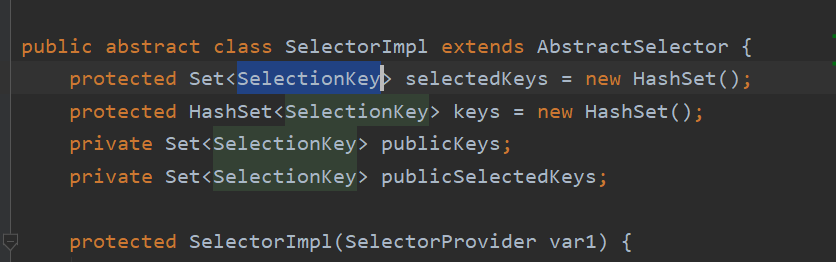 public abstract class SelectorImpl extends AbstractSelector {
protected Set<SelectionKey> selectedKeys = new HashSet();
protected HashSet<SelectionKey> keys = new HashSet();
private Set<SelectionKey> publicKeys;
private Set<SelectionKey> publicSelectedKeys;
protected SelectorImpl(SelectorProvider var1) {